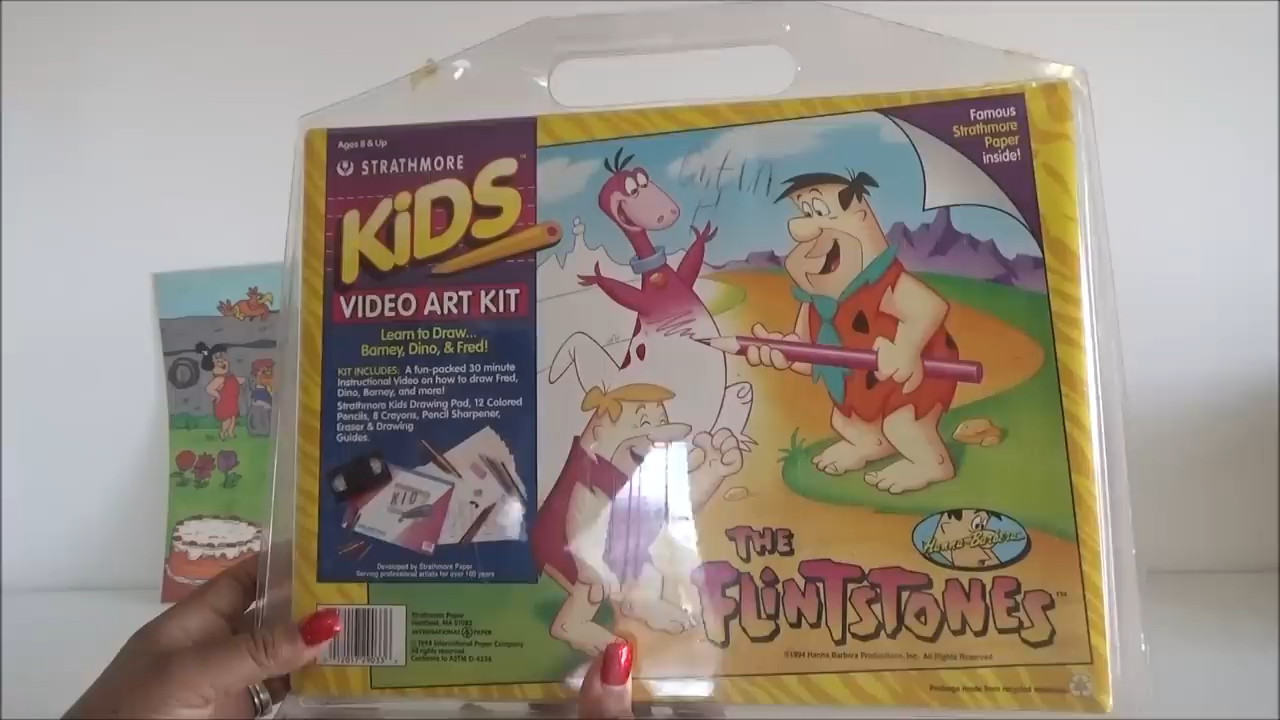 Ages 8 & Up
STRATHMORE
KiDS™
VIDEO ART KIT
Learn to Draw...
Barney, Dino, & Fred!
KIT INCLUDES: A fun-packed 30 minute
Instructional Video on how to draw Fred,
Dino, Barney, and more!
Strathmore Kids Drawing Pad, 12 Colored
Pencils, 8 Crayons, Pencil Sharpener,
Eraser & Drawing
Guides.
Developed by Strathmore Paper
Serving professional artists for over 100 years
Famous
Strathmore
Paper
inside!
Hanna-Barbera
THE
FLiNTSTONES™
©1994 Hanna Barbera Productions, Inc. All Rights Reserved
Strathmore Paper
Westfield, MA 01085
INTERNATIONAL PAPER
©1994 International Paper Company
All rights reserved
Conforms to ASTM D-4236
Package made from recycled